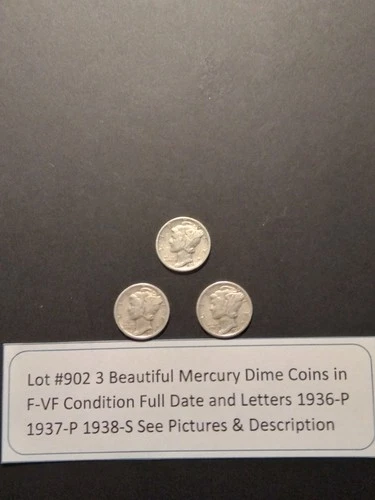 Lot #902 3 Beautiful Mercury Dime Coins in
F-VF Condition Full Date and Letters 1936-P
1937-P 1938-S See Pictures & Description